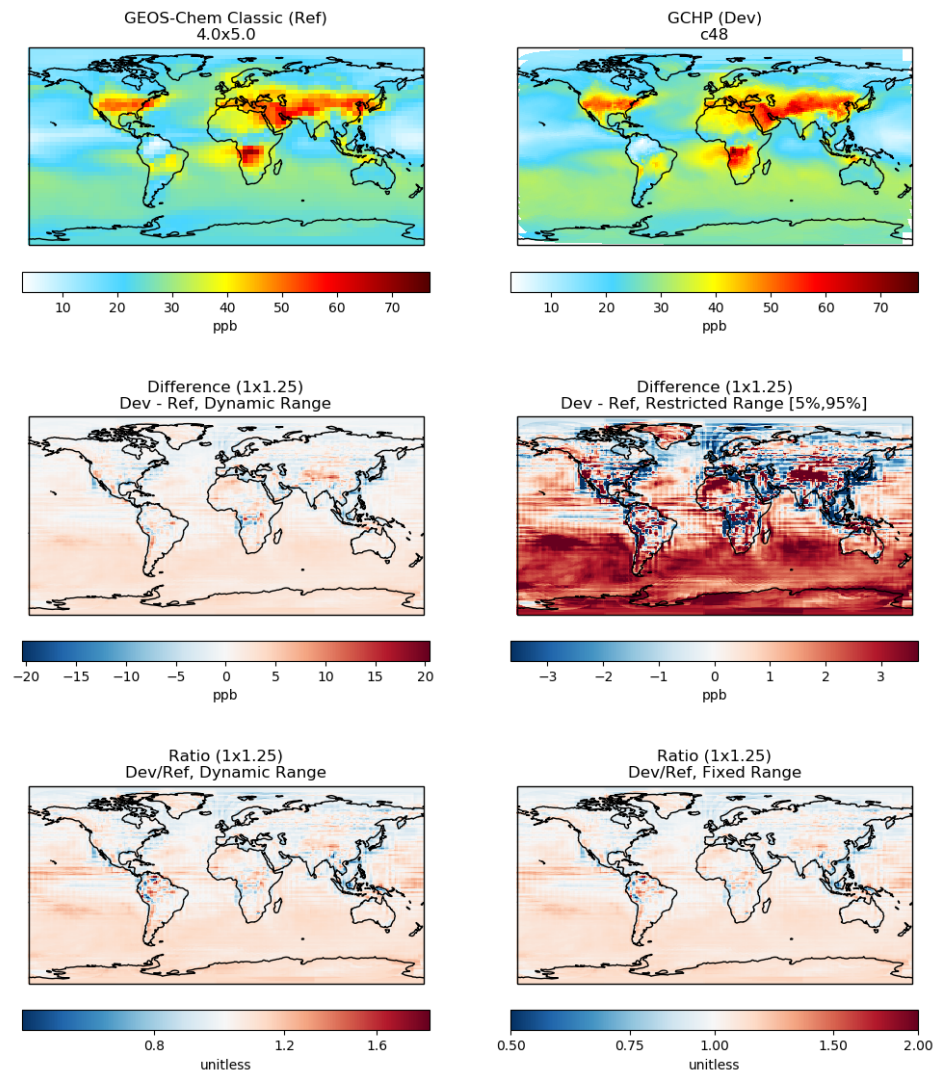 GEOS-Chem Classic (Ref)
4.0x5.0
GCHP (Dev)
c48
10 20 30 40 50 60 70
ppb
10 20 30 40 50 60 70
ppb
Difference (1x1.25)
Dev - Ref, Dynamic Range
Difference (1x1.25)
Dev - Ref, Restricted Range [5%,95%]
−20 −15 −10 −5 0 5 10 15 20
ppb
−3 −2 −1 0 1 2 3
ppb
Ratio (1x1.25)
Dev/Ref, Dynamic Range
Ratio (1x1.25)
Dev/Ref, Fixed Range
0.8 1.2 1.6
unitless
0.50 0.75 1.00 1.50 2.00
unitless